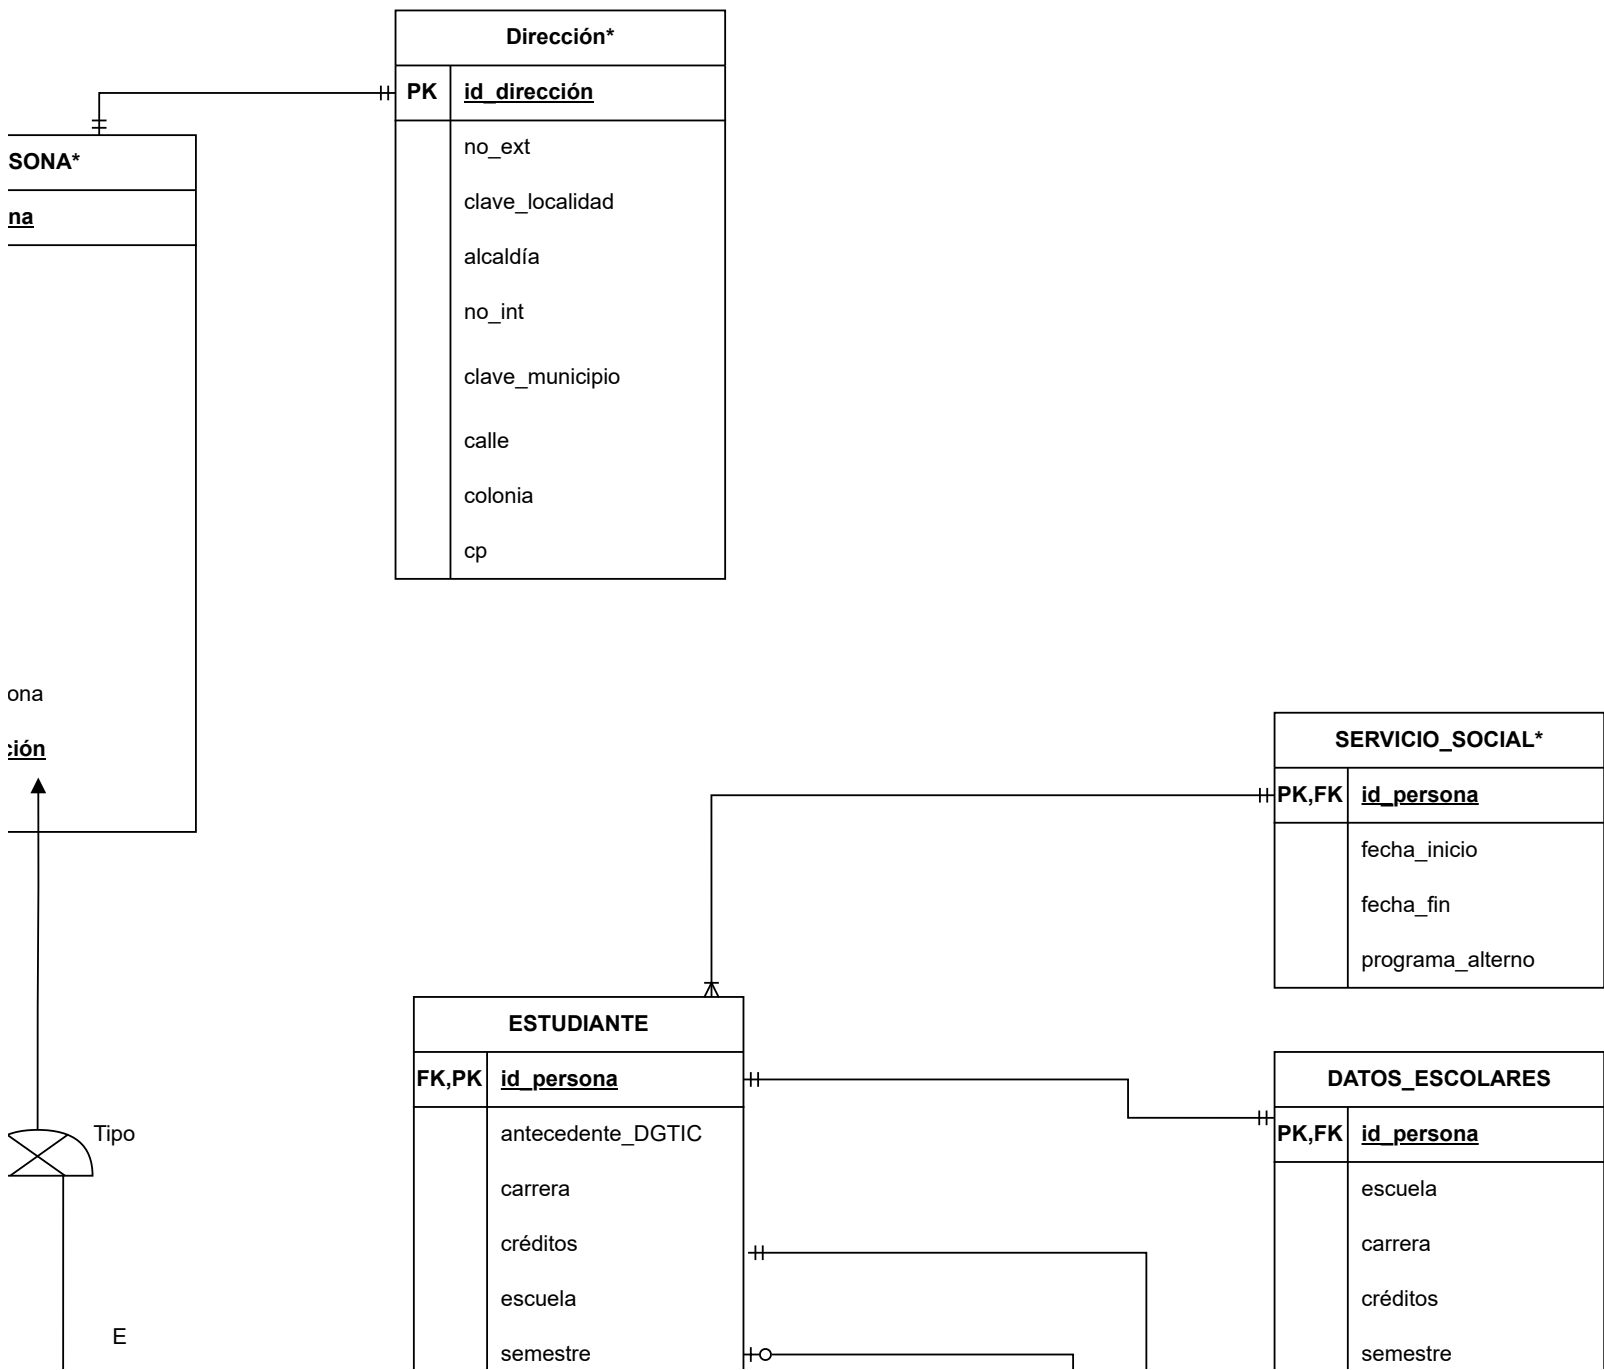 Dirección*
PK id_dirección
no_ext
clave_localidad
alcaldía
no_int
clave_municipio
calle
colonia
cp
SONA*
na
ona
ción
Tipo
E
SERVICIO_SOCIAL*
PK,FK id_persona
fecha_inicio
fecha_fin
programa_alterno
ESTUDIANTE
FK,PK id_persona
antecedente_DGTIC
carrera
créditos
escuela
semestre
DATOS_ESCOLARES
PK,FK id_persona
escuela
carrera
créditos
semestre